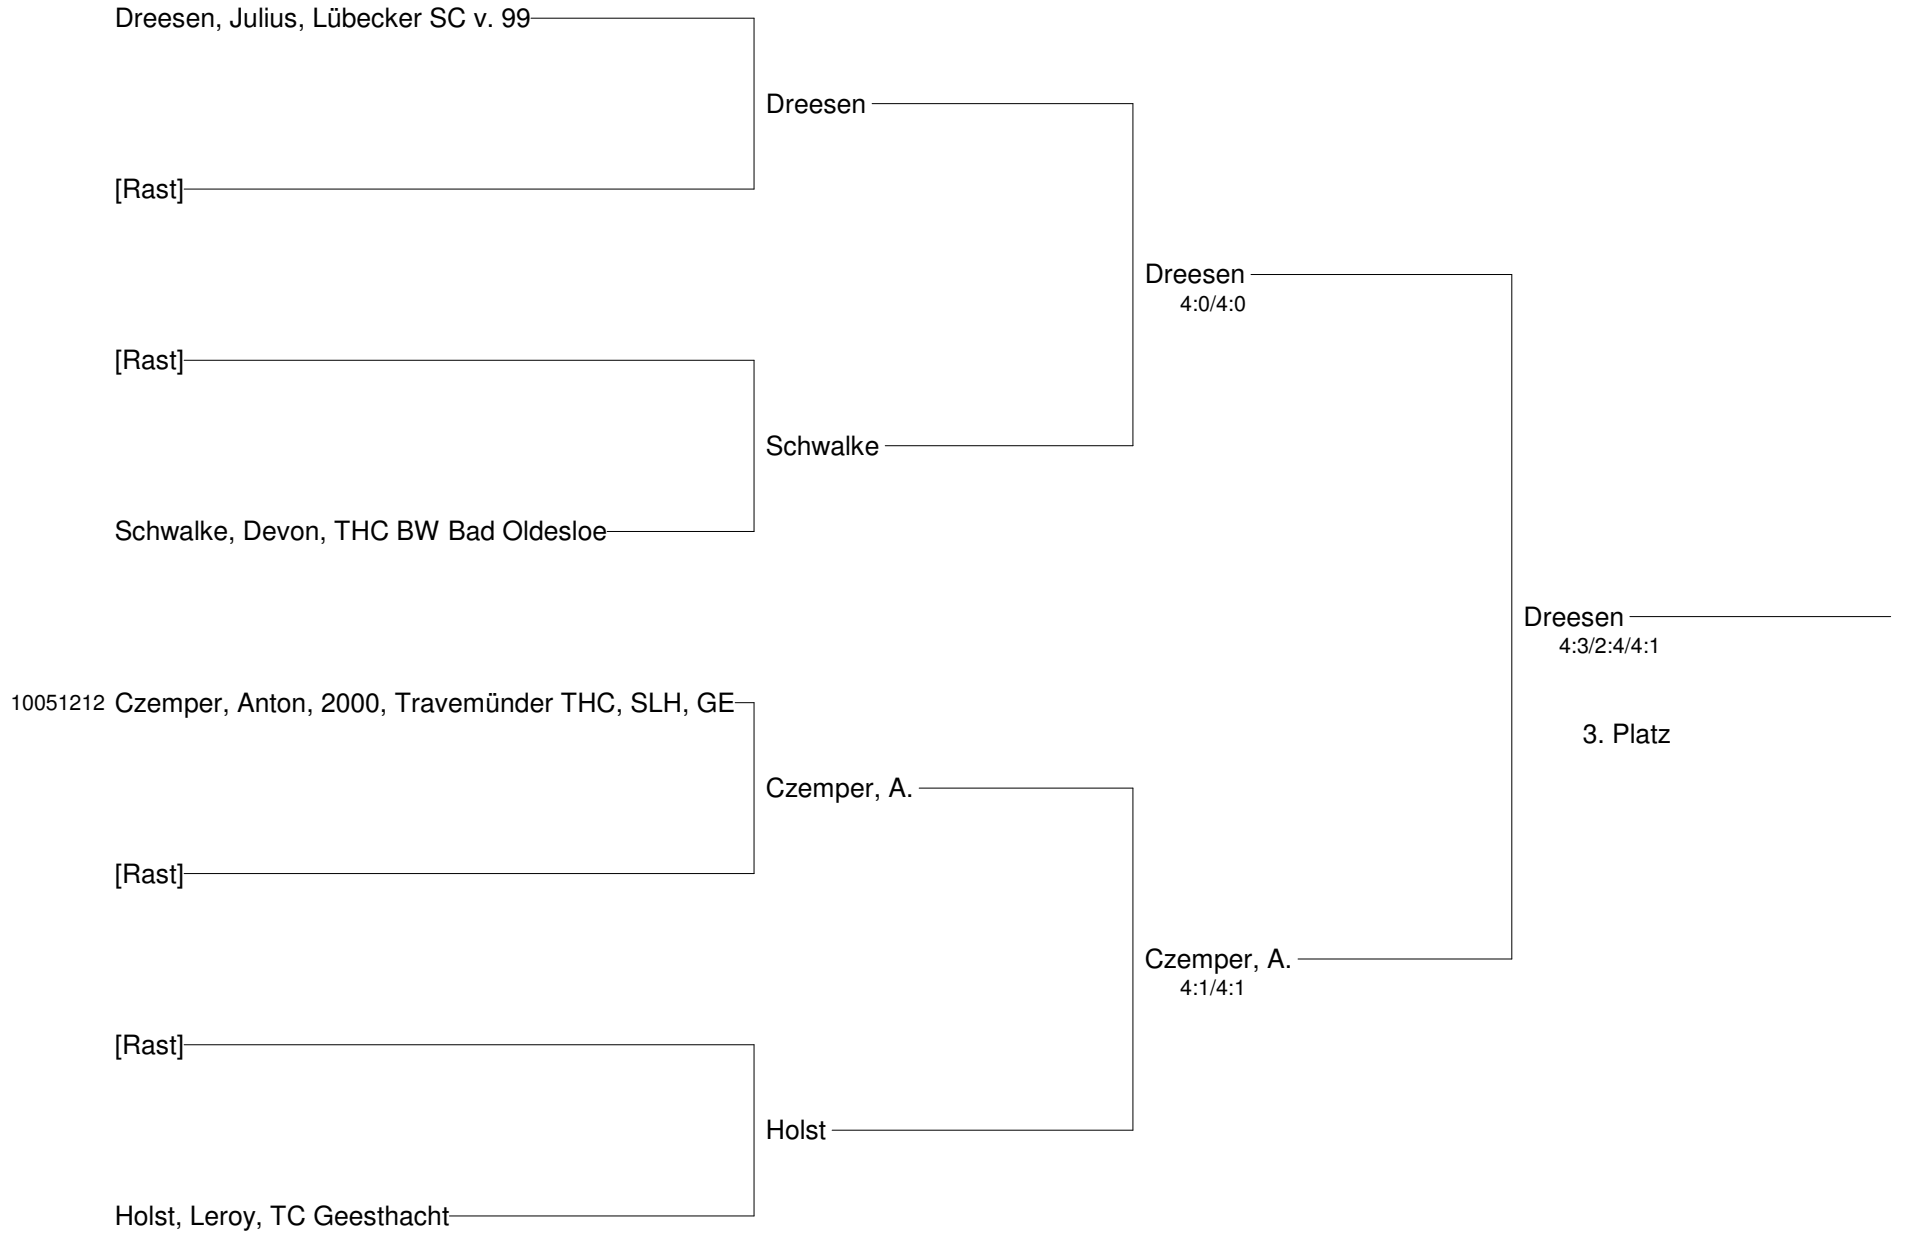 Dreesen, Julius, Lübecker SC v. 99
Dreesen
[Rast]
Dreesen
4:0/4:0
[Rast]
Schwalke
Schwalke, Devon, THC BW Bad Oldesloe
Dreesen
4:3/2:4/4:1
10051212 Czemper, Anton, 2000, Travemünder THC, SLH, GE
3. Platz
Czemper, A.
[Rast]
Czemper, A.
4:1/4:1
[Rast]
Holst
Holst, Leroy, TC Geesthacht